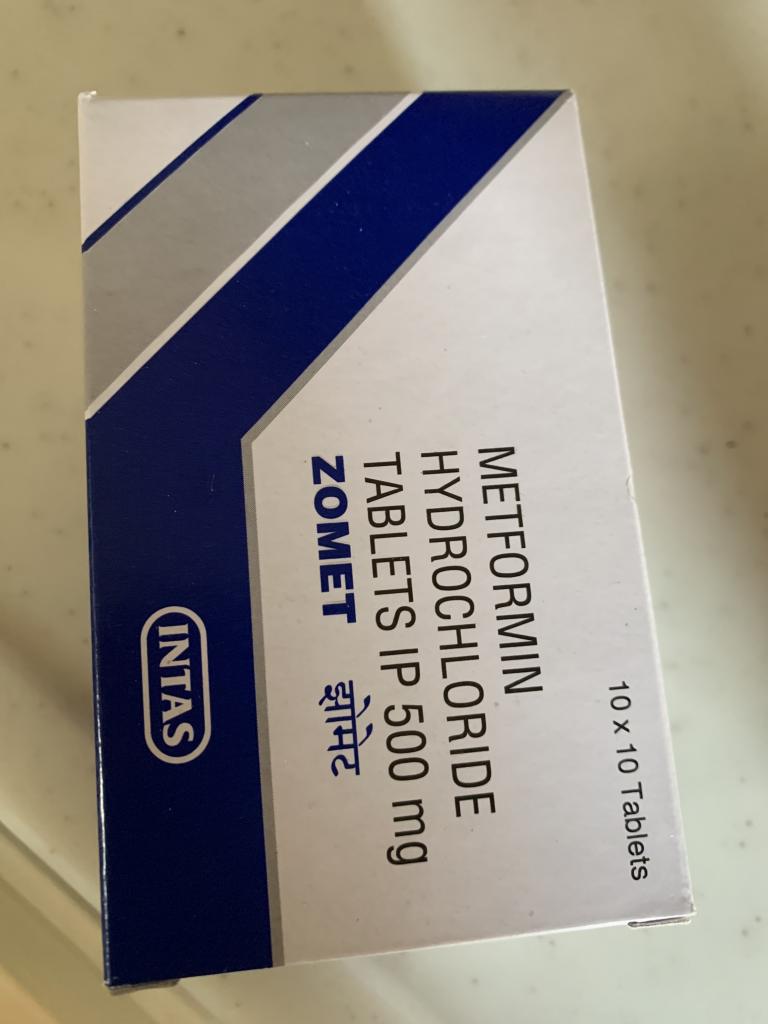 10 x 10 Tablets
METFORMIN
HYDROCHLORIDE
TABLETS IP 500 mg
ZOMET झोमेट
INTAS